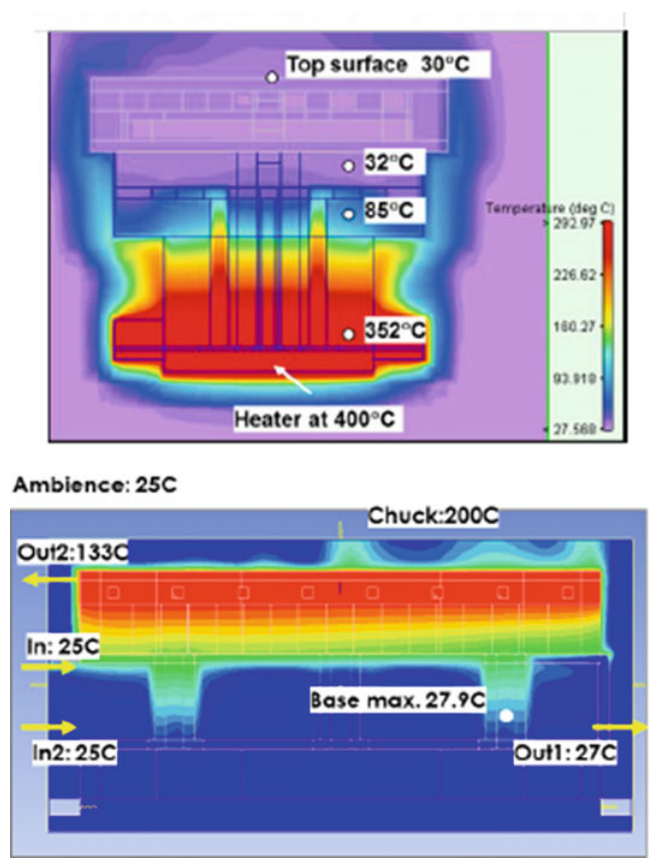 Top surface 30°C
32°C
85°C
Temperature (deg C)
> 292.97
226.62
160.27
93.918
< 27.568
352°C
Heater at 400°C
Ambience: 25C
Chuck:200C
Out2:133C
In: 25C
Base max. 27.9C
In2: 25C
Out1: 27C